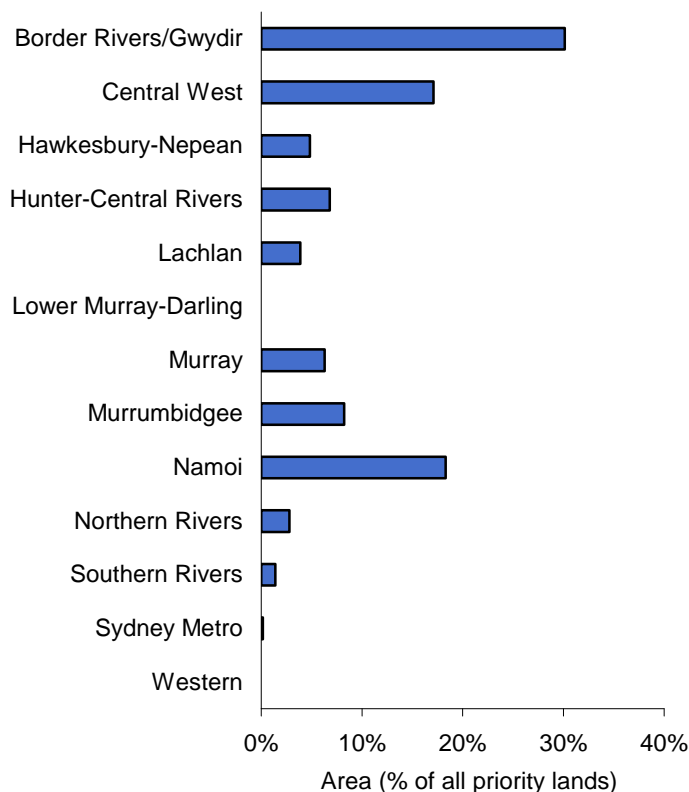 Border Rivers/Gwydir
Central West
Hawkesbury-Nepean
Hunter-Central Rivers
Lachlan
Lower Murray-Darling
Murray
Murrumbidgee
Namoi
Northern Rivers
Southern Rivers
Sydney Metro
Western
0% 10% 20% 30% 40%
Area (% of all priority lands)